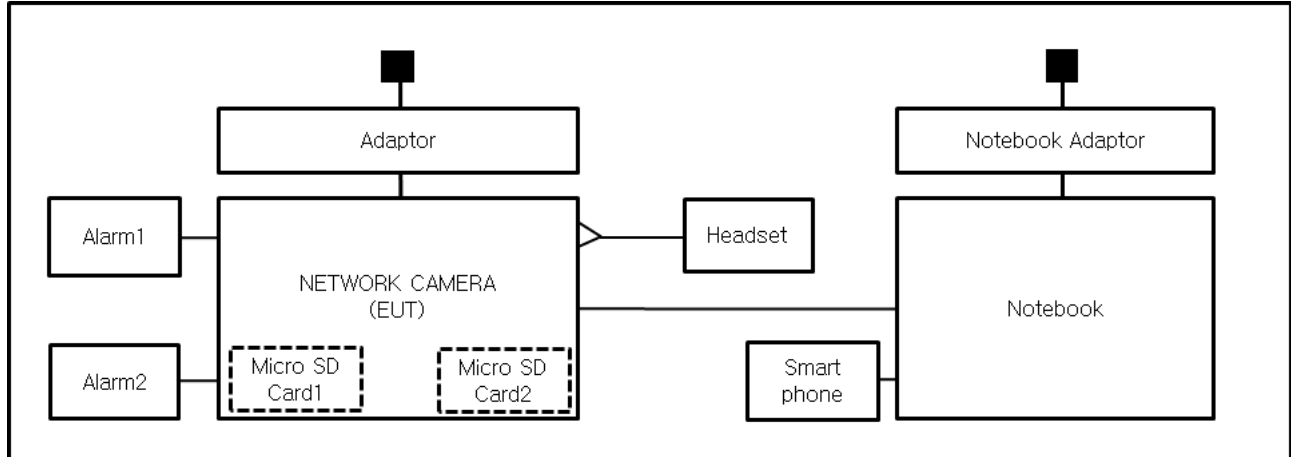 Adaptor
Notebook Adaptor
Alarm1
Headset
NETWORK CAMERA
(EUT)
Notebook
Alarm2
Micro SD
Card1
Micro SD
Card2
Smart
phone